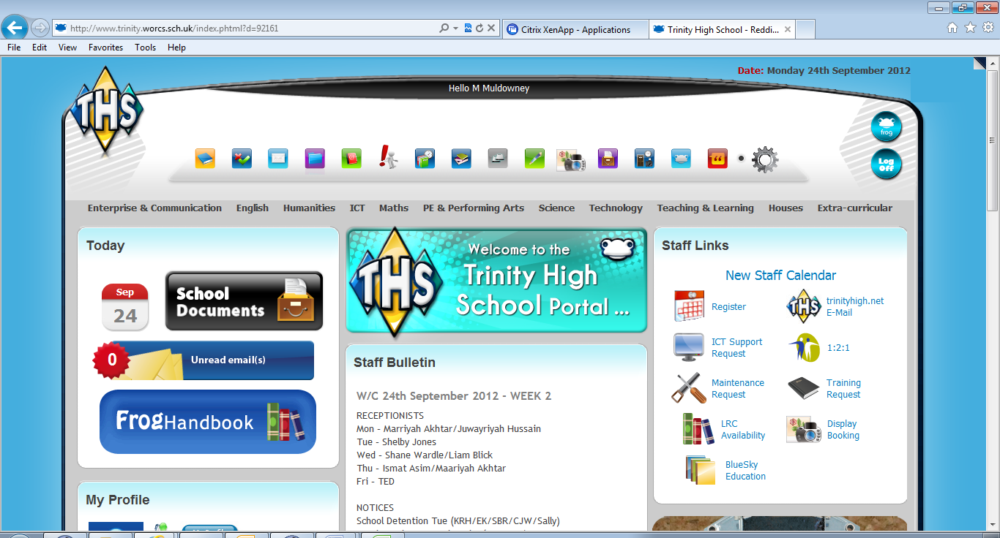 http://www.trinity.worcs.sch.uk/index.phtml?d=92161
Citrix XenApp - Applications
Trinity High School - Reddi...
File Edit View Favorites Tools Help
Date: Monday 24th September 2012
Hello M Muldowney
THS
frog
Log Off
Enterprise & Communication English Humanities ICT Maths PE & Performing Arts Science Technology Teaching & Learning Houses Extra-curricular
Today
Sep
24
School
Documents
0
Unread email(s)
FrogHandbook
My Profile
THS
Welcome to the
Trinity High
School Portal ...
Staff Bulletin
W/C 24th September 2012 - WEEK 2
RECEPTIONISTS
Mon - Marriyah Akhtar/Juwayriyah Hussain
Tue - Shelby Jones
Wed - Shane Wardle/Liam Blick
Thu - Ismat Asim/Maariyah Akhtar
Fri - TED
NOTICES
School Detention Tue (KRH/EK/SBR/CJW/Sally)
Staff Links
New Staff Calendar
Register
THS
trinityhigh.net
E-Mail
ICT Support
Request
1:2:1
Maintenance
Request
Training
Request
LRC
Availability
Display
Booking
BlueSky
Education